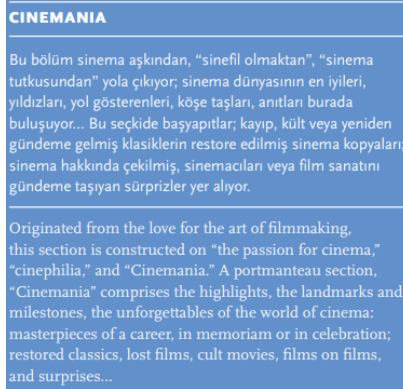 CINEMANIA
Bu bölüm sinema aşkından, “sinefil olmaktan”, “sinema
tutkusundan” yola çıkıyor; sinema dünyasının en iyileri,
yıldızları, yol gösterenleri, köşe taşları, anıtları burada
buluşuyor... Bu seçkide başyapıtlar; kayıp, kült veya yeniden
gündeme gelmiş klasiklerin restore edilmiş sinema kopyaları;
sinema hakkında çekilmiş, sinemacıları veya film sanatını
gündeme taşıyan sürprizler yer alıyor.
Originated from the love for the art of filmmaking,
this section is constructed on “the passion for cinema,”
“cinephilia,” and “Cinemania.” A portmanteau section,
“Cinemania” comprises the highlights, the landmarks and
milestones, the unforgettables of the world of cinema:
masterpieces of a career, in memoriam or in celebration;
restored classics, lost films, cult movies, films on films,
and surprises...